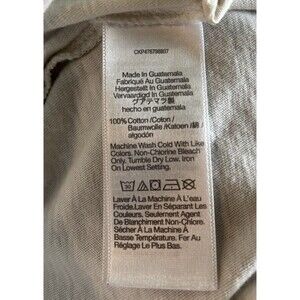 Made In Guatemala
Fabriqué Au Guatemala
Hergestellt In Guatemala
Vervaardigd In Guatemala
グアテマラ製
hecho en guatemala
100% Cotton /Coton /
Baumwolle /Katoen /綿
algodón
Machine Wash Cold With Like
Colors. Non-Chlorine Bleach
Only. Tumble Dry Low. Iron
On Lowest Setting.
Laver À La Machine À L'eau
Froide.Laver En Séparant Les
Couleurs. Seulement Agent
De Blanchiment Non-Chloré.
Sécher À La Machine À
Basse Température. Fer Au
Réglage Le Plus Bas.